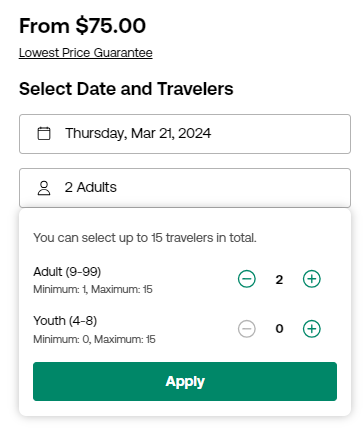 From $75.00
Lowest Price Guarantee
Select Date and Travelers
Thursday, Mar 21, 2024
2 Adults
You can select up to 15 travelers in total.
Adult (9-99)
2
Minimum: 1, Maximum: 15
Youth (4-8)
0
Minimum: 0, Maximum: 15
Apply